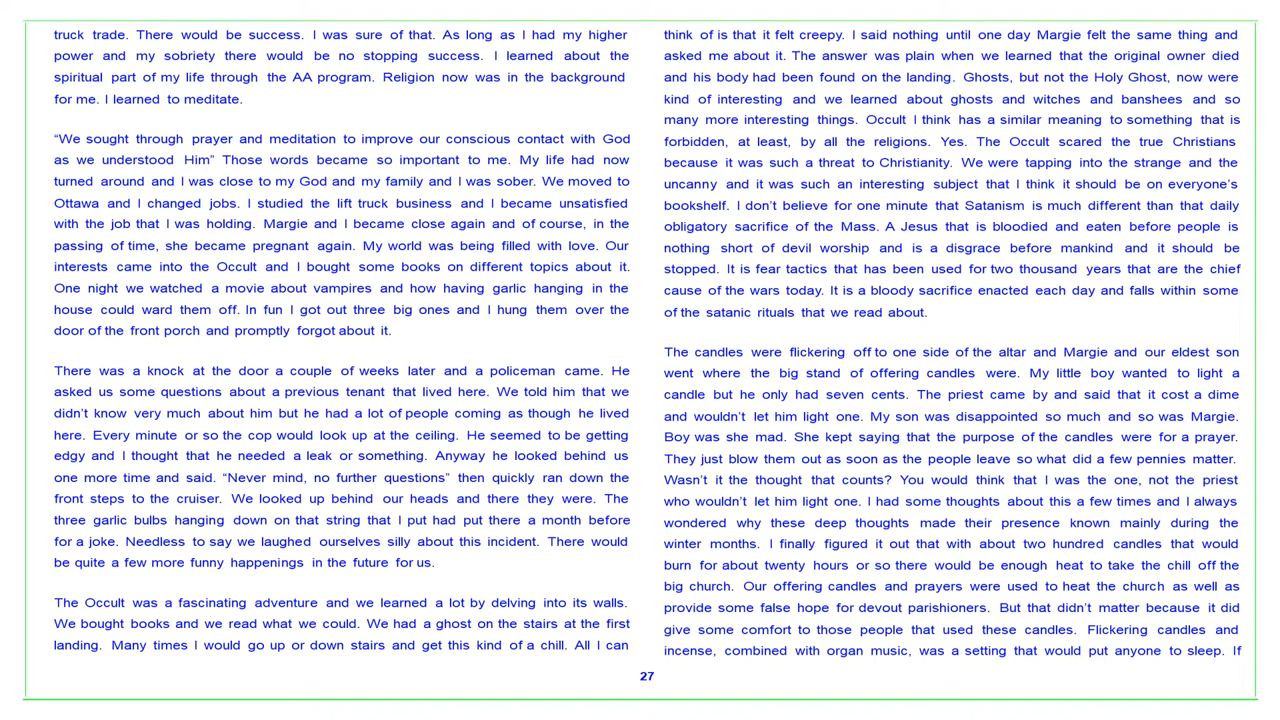 truck trade. There would be success. I was sure of that. As long as I had my higher
power and my sobriety there would be no stopping success. I learned about the
spiritual part of my life through the AA program. Religion now was in the background
for me. I learned to meditate.
“We sought through prayer and meditation to improve our conscious contact with God
as we understood Him” Those words became so important to me. My life had now
turned around and I was close to my God and my family and I was sober. We moved to
Ottawa and I changed jobs. I studied the lift truck business and I became unsatisfied
with the job that I was holding. Margie and I became close again and of course, in the
passing of time, she became pregnant again. My world was being filled with love. Our
interests came into the Occult and I bought some books on different topics about it.
One night we watched a movie about vampires and how having garlic hanging in the
house could ward them off. In fun I got out three big ones and I hung them over the
door of the front porch and promptly forgot about it.
There was a knock at the door a couple of weeks later and a policeman came. He
asked us some questions about a previous tenant that lived here. We told him that we
didn’t know very much about him but he had a lot of people coming as though he lived
here. Every minute or so the cop would look up at the ceiling. He seemed to be getting
edgy and I thought that he needed a leak or something. Anyway he looked behind us
one more time and said. “Never mind, no further questions” then quickly ran down the
front steps to the cruiser. We looked up behind our heads and there they were. The
three garlic bulbs hanging down on that string that I put had put there a month before
for a joke. Needless to say we laughed ourselves silly about this incident. There would
be quite a few more funny happenings in the future for us.
The Occult was a fascinating adventure and we learned a lot by delving into its walls.
We bought books and we read what we could. We had a ghost on the stairs at the first
landing. Many times I would go up or down stairs and get this kind of a chill. All I can
think of is that it felt creepy. I said nothing until one day Margie felt the same thing and
asked me about it. The answer was plain when we learned that the original owner died
and his body had been found on the landing. Ghosts, but not the Holy Ghost, now were
kind of interesting and we learned about ghosts and witches and banshees and so
many more interesting things. Occult I think has a similar meaning to something that is
forbidden, at least, by all the religions. Yes. The Occult scared the true Christians
because it was such a threat to Christianity. We were tapping into the strange and the
uncanny and it was such an interesting subject that I think it should be on everyone’s
bookshelf. I don’t believe for one minute that Satanism is much different than that daily
obligatory sacrifice of the Mass. A Jesus that is bloodied and eaten before people is
nothing short of devil worship and is a disgrace before mankind and it should be
stopped. It is fear tactics that has been used for two thousand years that are the chief
cause of the wars today. It is a bloody sacrifice enacted each day and falls within some
of the satanic rituals that we read about.
The candles were flickering off to one side of the altar and Margie and our eldest son
went where the big stand of offering candles were. My little boy wanted to light a
candle but he only had seven cents. The priest came by and said that it cost a dime
and wouldn’t let him light one. My son was disappointed so much and so was Margie.
Boy was she mad. She kept saying that the purpose of the candles were for a prayer.
They just blow them out as soon as the people leave so what did a few pennies matter.
Wasn’t it the thought that counts? You would think that I was the one, not the priest
who wouldn’t let him light one. I had some thoughts about this a few times and I always
wondered why these deep thoughts made their presence known mainly during the
winter months. I finally figured it out that with about two hundred candles that would
burn for about twenty hours or so there would be enough heat to take the chill off the
big church. Our offering candles and prayers were used to heat the church as well as
provide some false hope for devout parishioners. But that didn’t matter because it did
give some comfort to those people that used these candles. Flickering candles and
incense, combined with organ music, was a setting that would put anyone to sleep. If
27